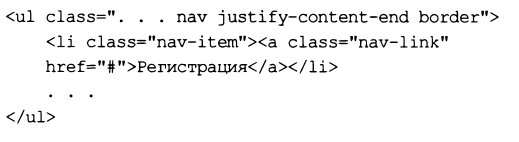 <ul class=". . . nav justify-content-end border">
    <li class="nav-item"><a class="nav-link"
    href="#">Регистрация</a></li>
    . . .
</ul>